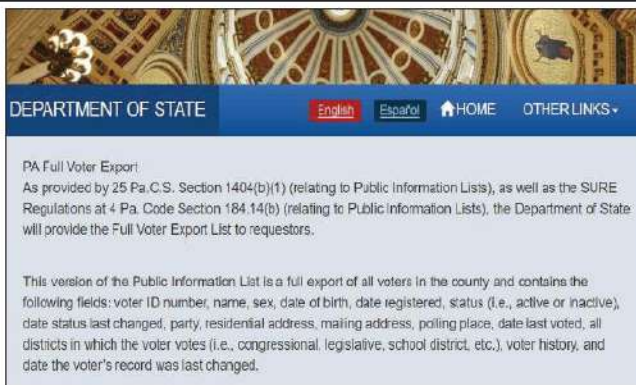 DEPARTMENT OF STATE English Español HOME OTHER LINKS
PA Full Voter Export
As provided by 25 Pa.C.S. Section 1404(b)(1) (relating to Public Information Lists), as well as the SURE
Regulations at 4 Pa. Code Section 184.14(b) (relating to Public Information Lists), the Department of State
will provide the Full Voter Export List to requestors.
This version of the Public Information List is a full export of all voters in the county and contains the
following fields: voter ID number, name, sex, date of birth, date registered, status (i.e., active or inactive),
date status last changed, party, residential address, mailing address, polling place, date last voted, all
districts in which the voter votes (i.e., congressional, legislative, school district, etc.), voter history, and
date the voter's record was last changed.